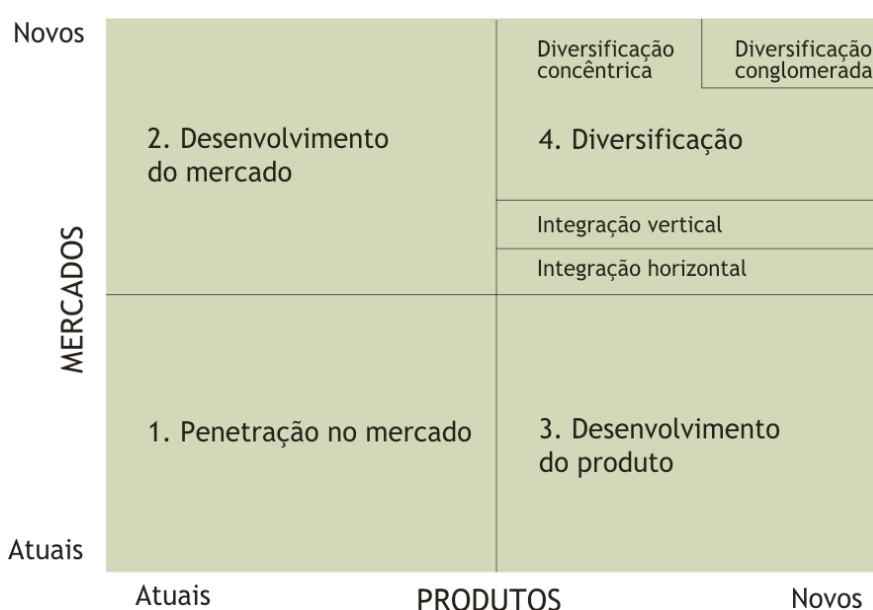 Novos
Diversificação
concêntrica
Diversificação
conglomerada
2. Desenvolvimento
do mercado
4. Diversificação
Integração vertical
Integração horizontal
MERCADOS
1. Penetração no mercado
3. Desenvolvimento
do produto
Atuais
Atuais
PRODUTOS
Novos